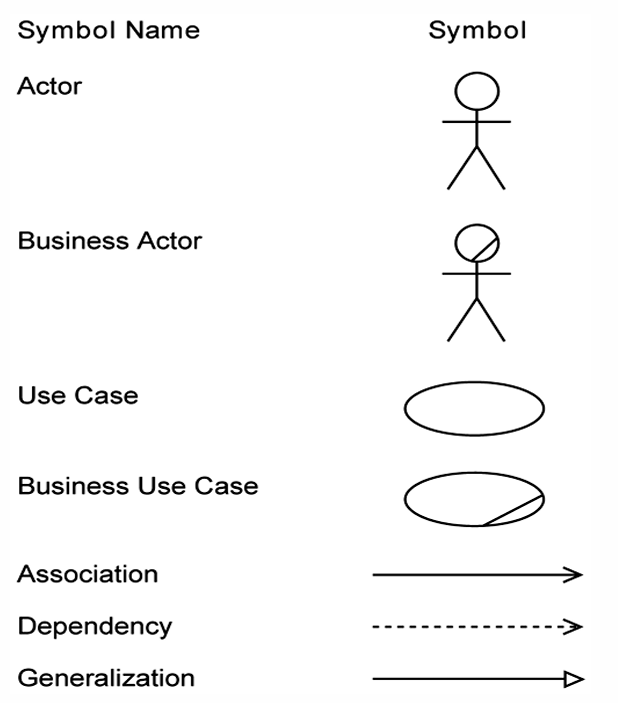 Symbol Name Symbol
Actor
Business Actor
Use Case
Business Use Case
Association
Dependency
Generalization